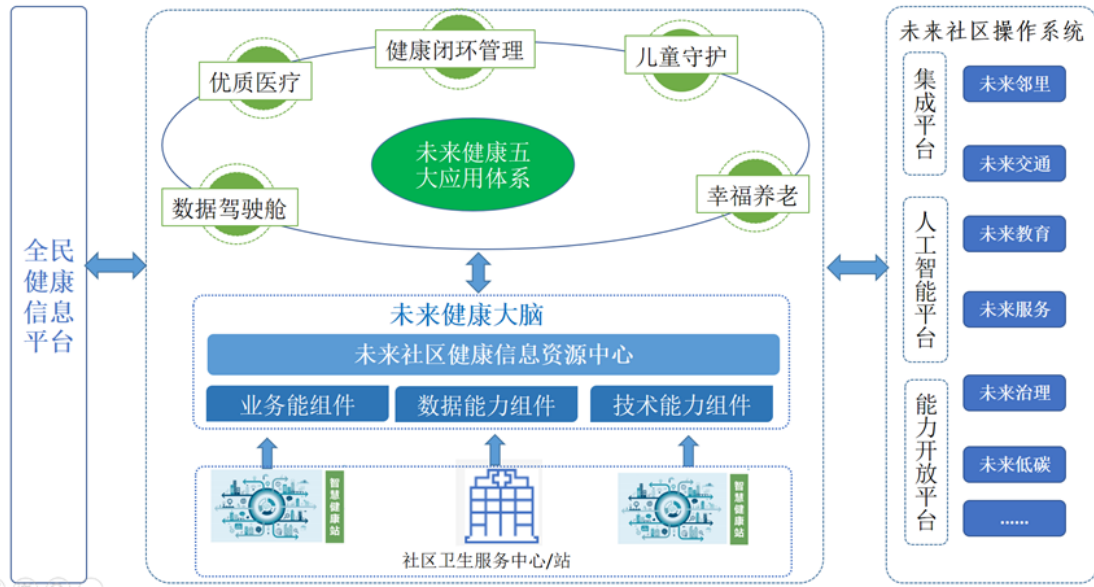 全民
健康
信息
平台
健康闭环管理
优质医疗
儿童守护
未来健康五
大应用体系
数据驾驶舱
幸福养老
未来健康大脑
未来社区健康信息资源中心
业务能组件
数据能力组件
技术能力组件
智慧健康站
智慧健康站
社区卫生服务中心/站
未来社区操作系统
集成平台
人工智能平台
能力开放平台
未来邻里
未来交通
未来教育
未来服务
未来治理
未来低碳
......